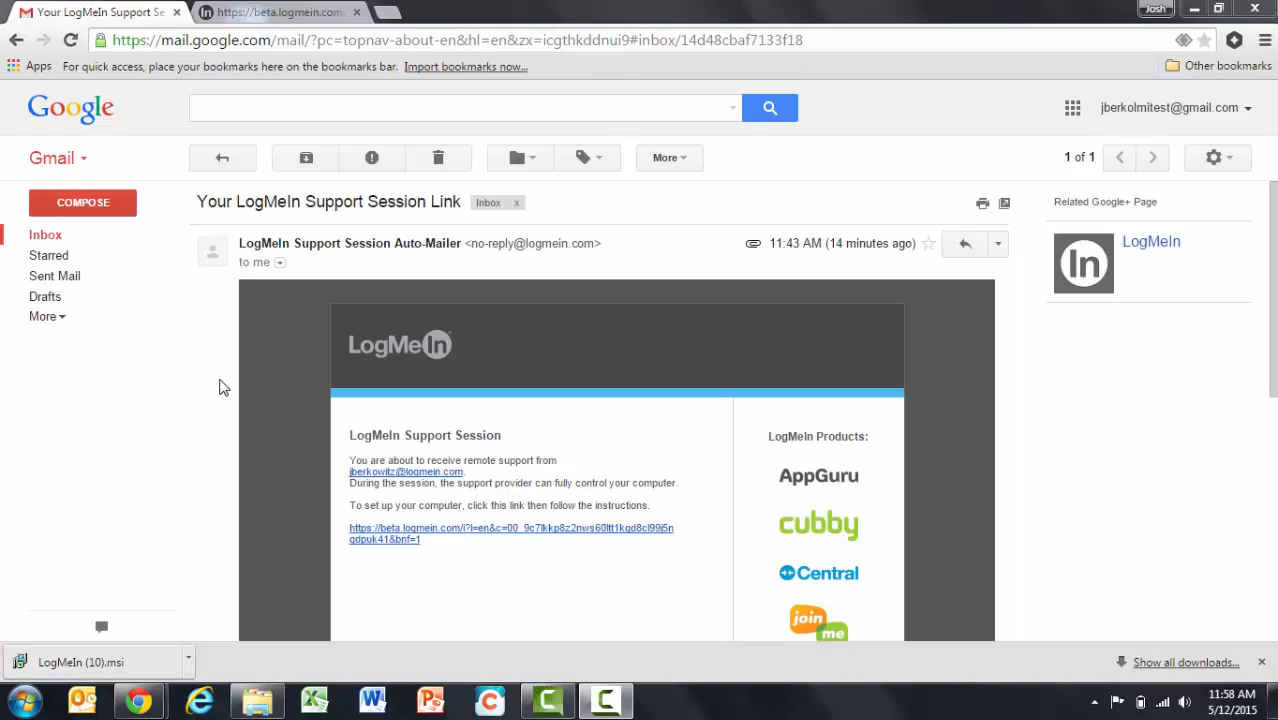 Your LogMeIn Support Se
https://beta.logmein.com
Josh
https://mail.google.com/mail/?pc=topnav-about-en&hl=en&zx=icgthkddnui9#inbox/14d48cbaf7133f18
Apps
For quick access, place your bookmarks here on the bookmarks bar. Import bookmarks now...
Other bookmarks
Google
jberkolmitest@gmail.com
Gmail
More
1 of 1
COMPOSE
Inbox
Starred
Sent Mail
Drafts
More
Your LogMeIn Support Session Link
Inbox x
LogMeIn Support Session Auto-Mailer <no-reply@logmein.com>
11:43 AM (14 minutes ago)
to me
Related Google+ Page
In
LogMeIn
LogMeIn
LogMeIn Support Session
You are about to receive remote support from
jberkowitz@logmein.com.
During the session, the support provider can fully control your computer.
To set up your computer, click this link then follow the instructions.
LogMeIn Products:
AppGuru
cubby
Central
join
me
LogMeIn (10).msi
Show all downloads...
11:58 AM
5/12/2015